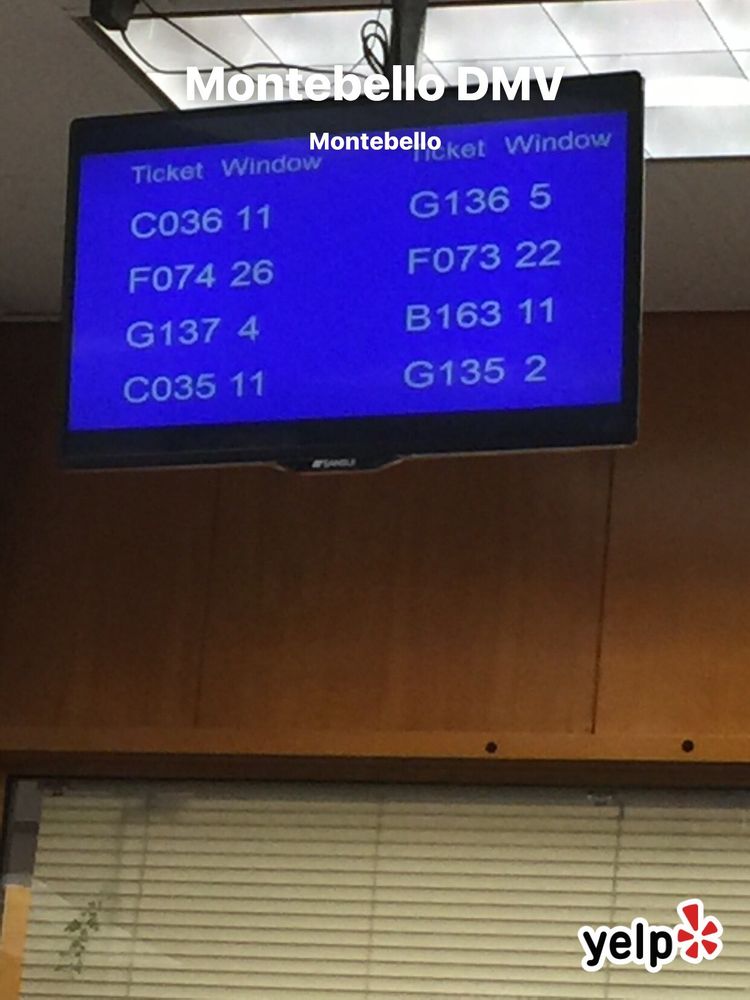 Montebello DMV
Montebello
Ticket Window
C036 11
F074 26
G137 4
C035 11
Ticket Window
G136 5
F073 22
B163 11
G135 2
SANSUI
yelp